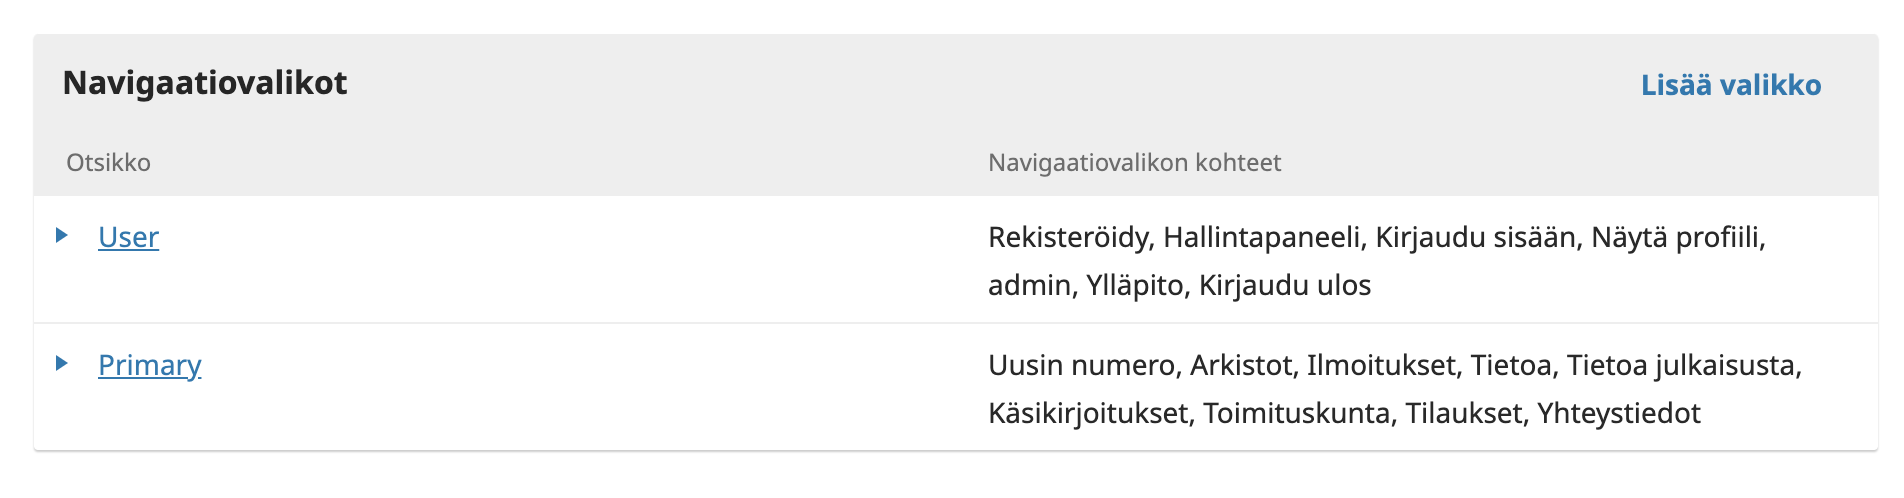 Navigaatiovalikot
Lisää valikko
Otsikko
Navigaatiovalikon kohteet
User
Rekisteröidy, Hallintapaneeli, Kirjaudu sisään, Näytä profiili,
admin, Ylläpito, Kirjaudu ulos
Primary
Uusin numero, Arkistot, Ilmoitukset, Tietoa, Tietoa julkaisusta,
Käsikirjoitukset, Toimituskunta, Tilaukset, Yhteystiedot